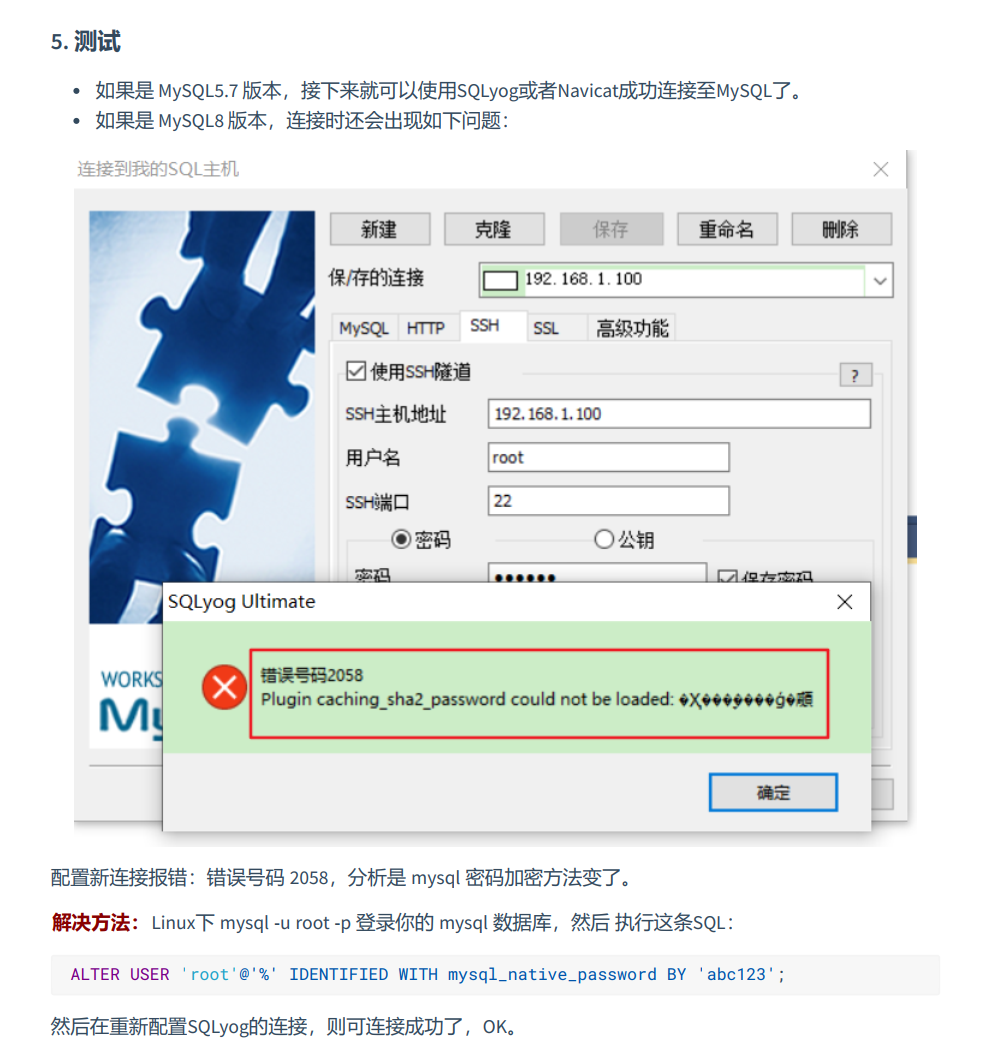 5. 测试
如果是 MySQL5.7 版本，接下来就可以使用SQLyog或者Navicat成功连接至MySQL了。
如果是 MySQL8 版本，连接时还会出现如下问题：
连接到我的SQL主机
新建 克隆 保存 重命名 删除
保/存的连接 192.168.1.100
MySQL HTTP SSH SSL 高级功能
使用SSH隧道 ?
SSH主机地址 192.168.1.100
用户名 root
SSH端口 22
密码 公钥
密码 保存密码
SQLyog Ultimate
WORKS
My
错误号码2058
Plugin caching_sha2_password could not be loaded:
确定
配置新连接报错：错误号码 2058，分析是 mysql 密码加密方法变了。
解决方法：Linux下 mysql -u root -p 登录你的 mysql 数据库，然后 执行这条SQL：
ALTER USER 'root'@'%' IDENTIFIED WITH mysql_native_password BY 'abc123';
然后在重新配置SQLyog的连接，则可连接成功了，OK。